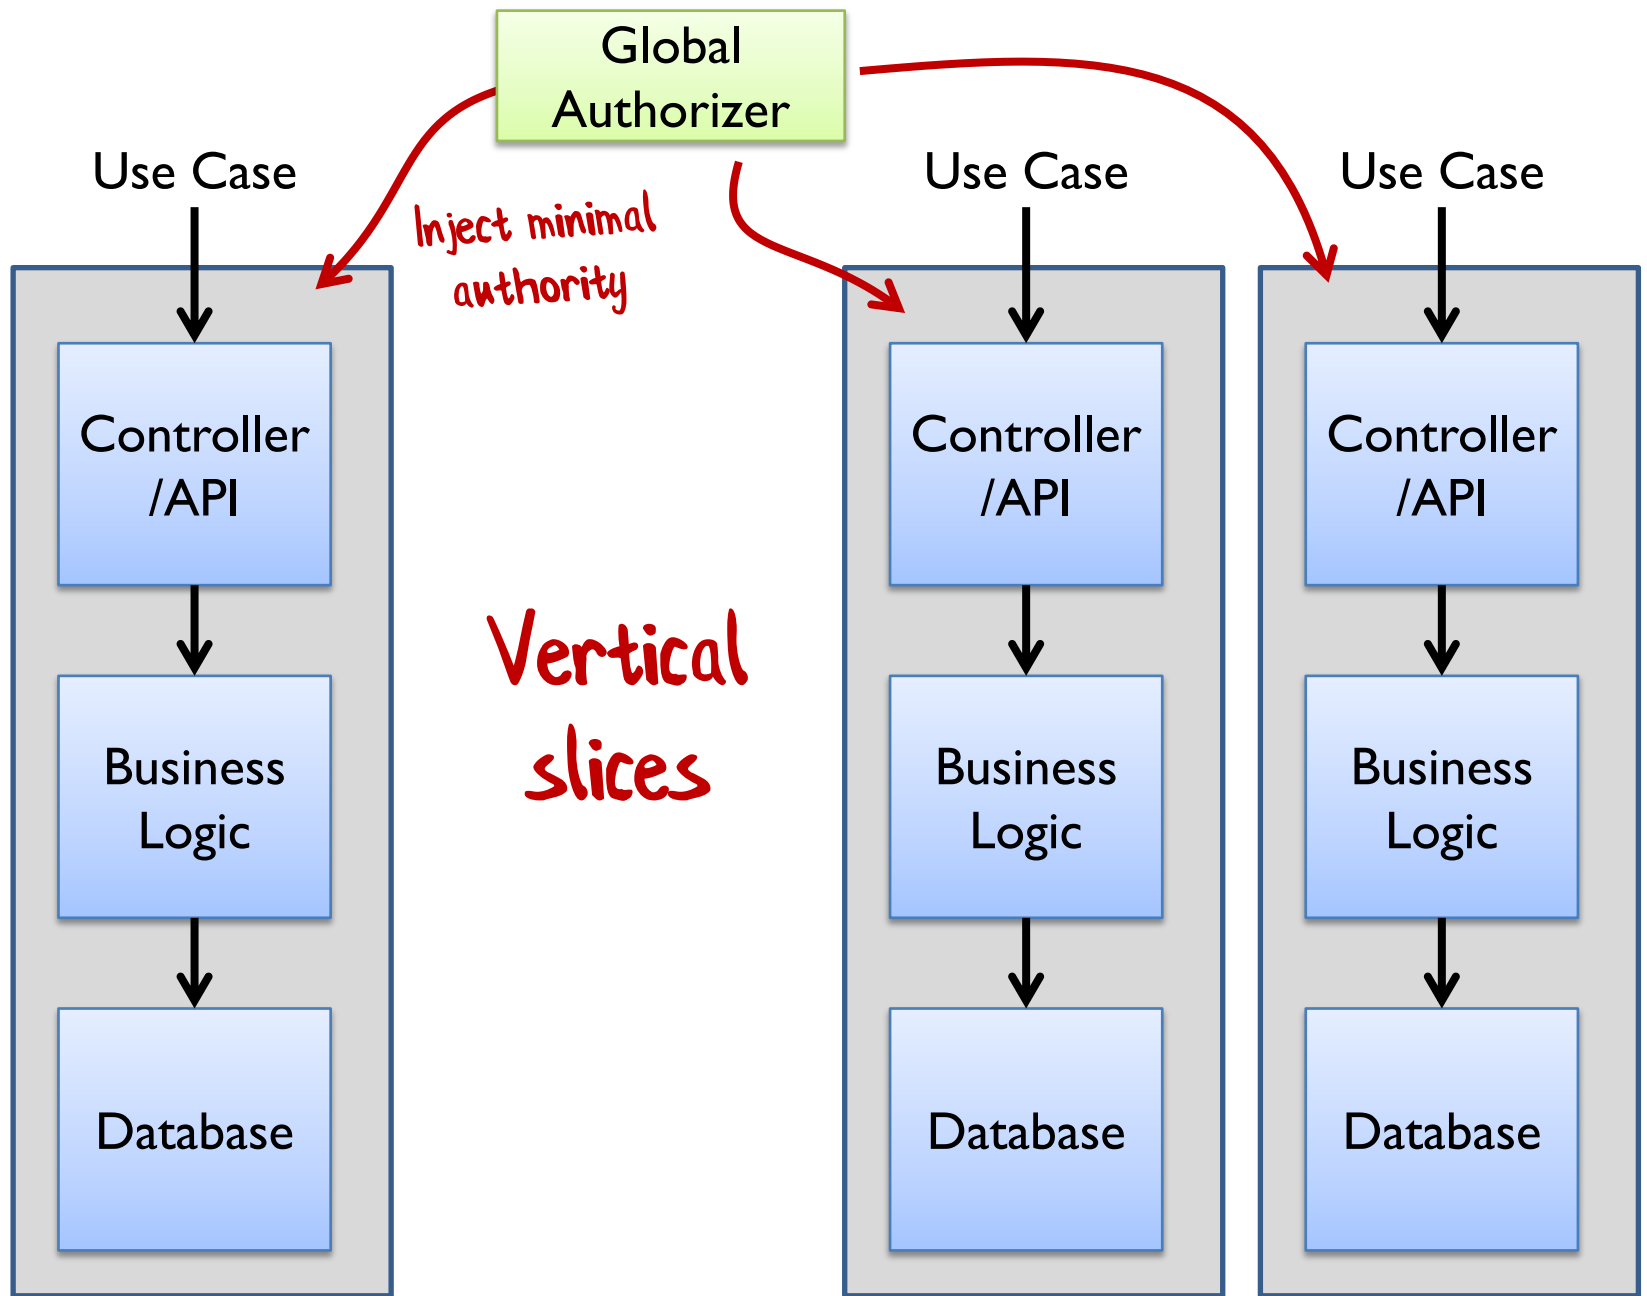 Global
Authorizer
Use Case
Use Case
Use Case
Inject minimal
authority
Controller
/API
Controller
/API
Controller
/API
Vertical
slices
Business
Logic
Business
Logic
Business
Logic
Database
Database
Database